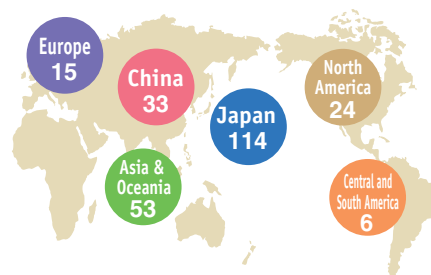 Europe
15
China
33
Japan
114
North
America
24
Asia &
Oceania
53
Central and
South America
6